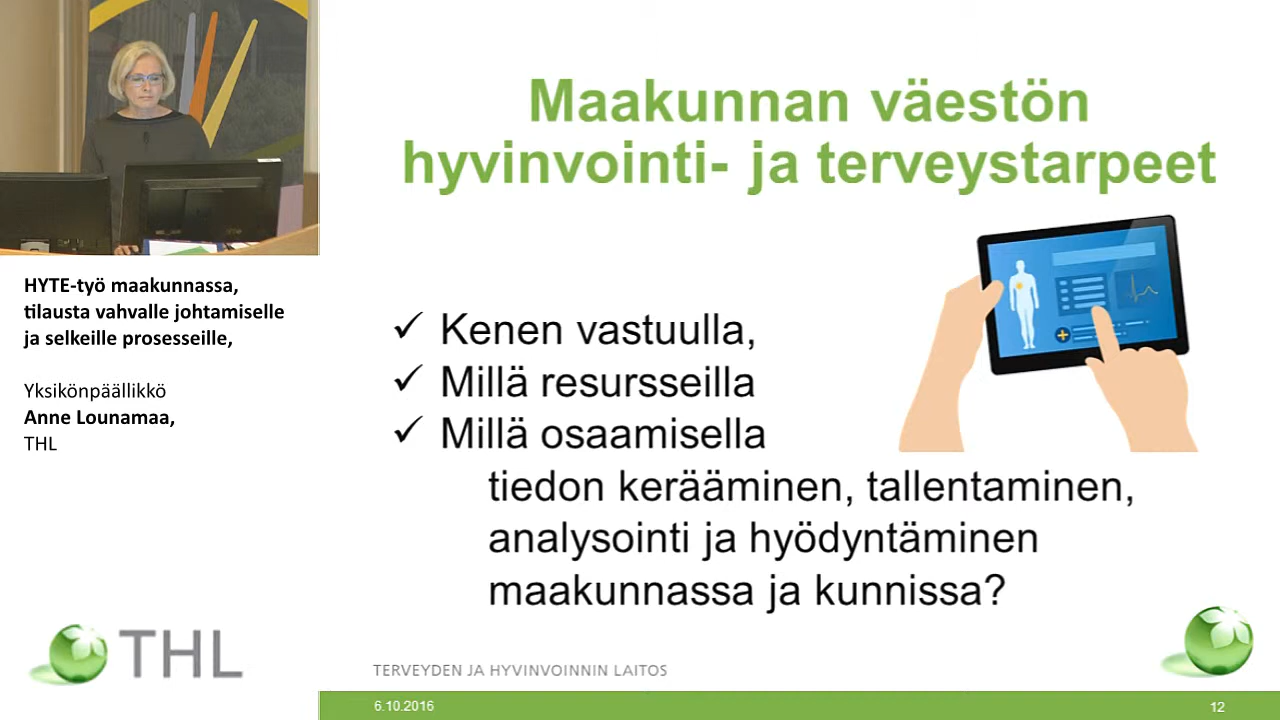 HYTE-työ maakunnassa,
tilausta vahvalle johtamiselle
ja selkeille prosesseille,
Yksikönpäällikkö
Anne Lounamaa,
THL
THL
Maakunnan väestön
hyvinvointi- ja terveystarpeet
Kenen vastuulla,
Millä resursseilla
Millä osaamisella
tiedon kerääminen, tallentaminen,
analysointi ja hyödyntäminen
maakunnassa ja kunnissa?
TERVEYDEN JA HYVINVOINNIN LAITOS
6.10.2016
12